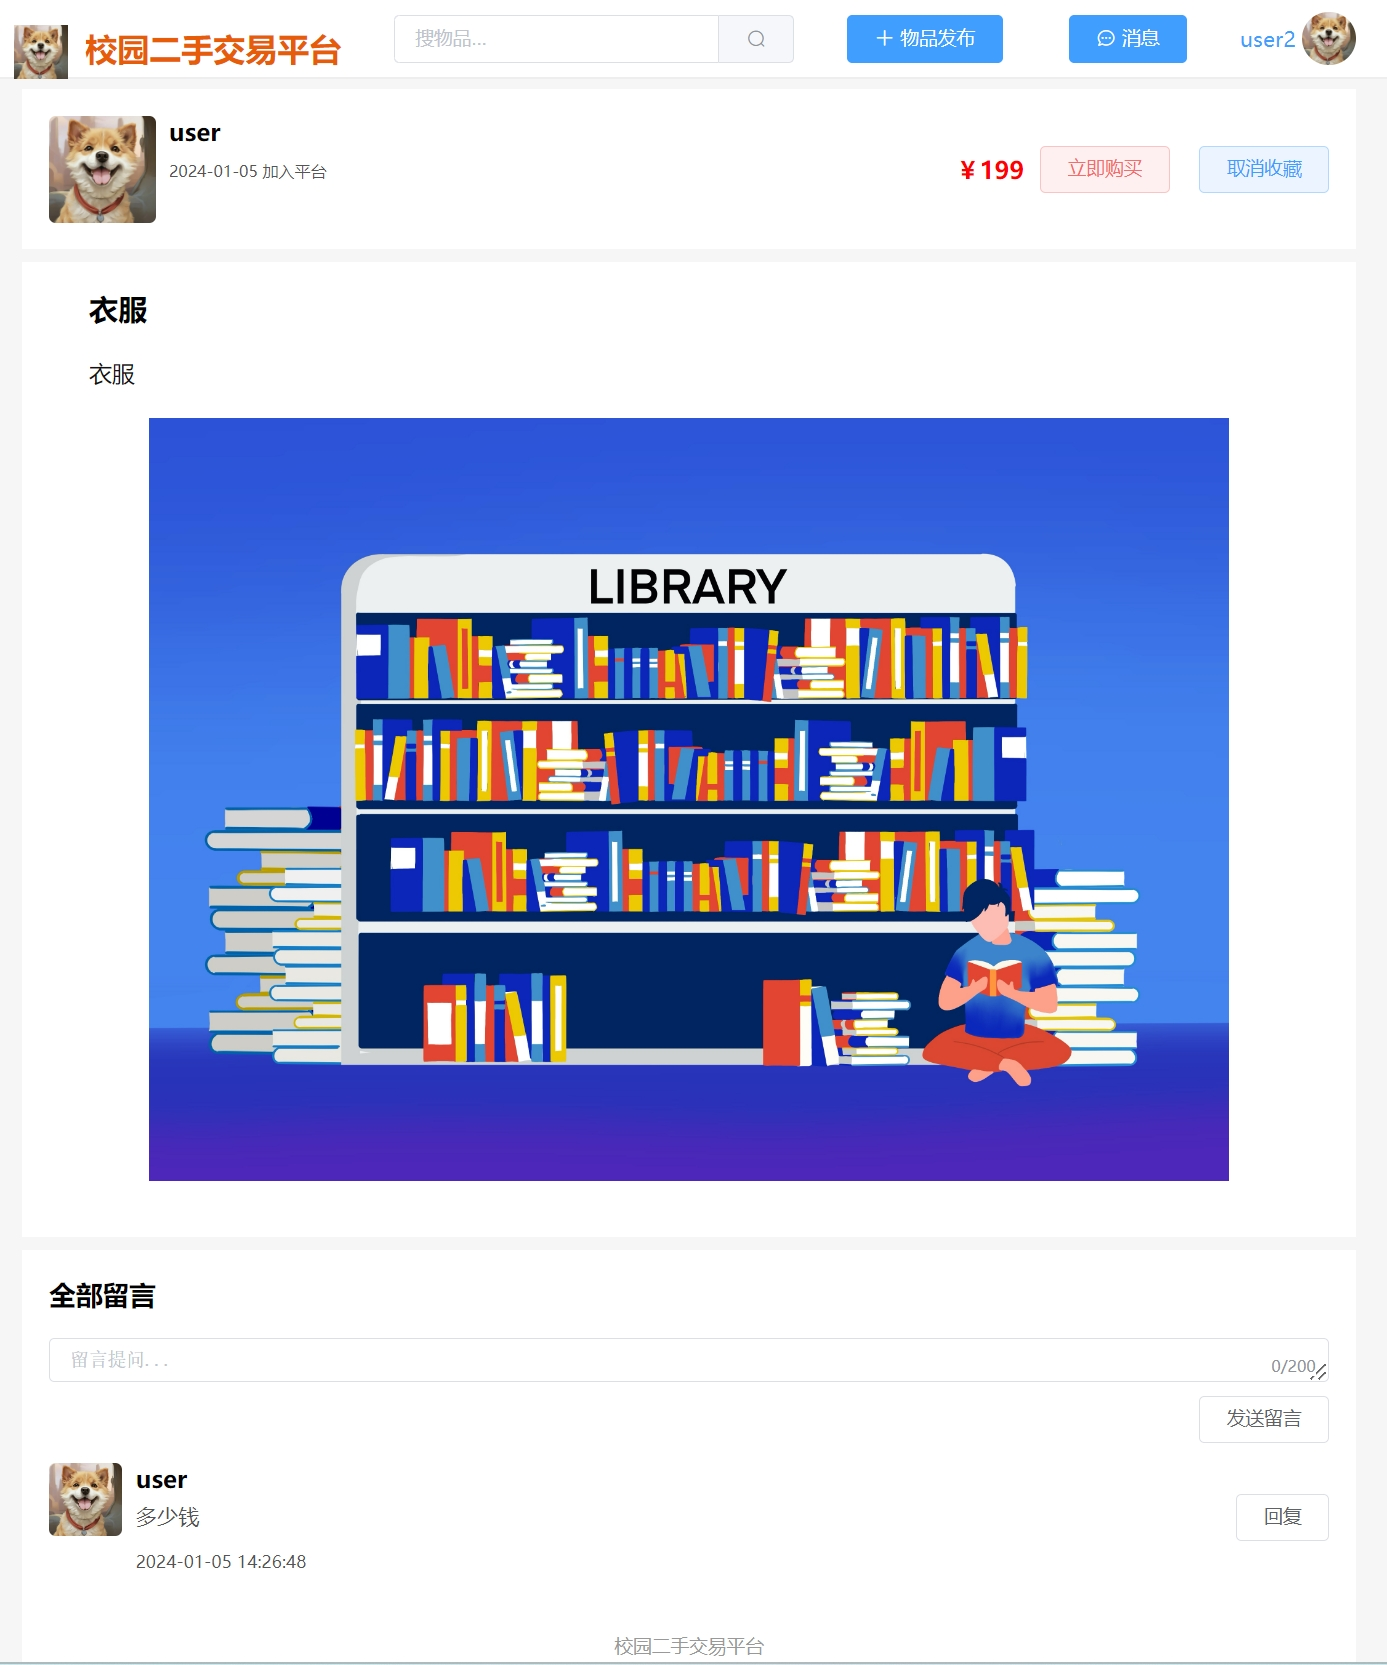 校园二手交易平台
搜物品...
物品发布
消息
user2
user
2024-01-05 加入平台
¥ 199
立即购买
取消收藏
衣服
衣服
LIBRARY
全部留言
留言提问...
0/200
发送留言
user
多少钱
回复
2024-01-05 14:26:48
校园二手交易平台